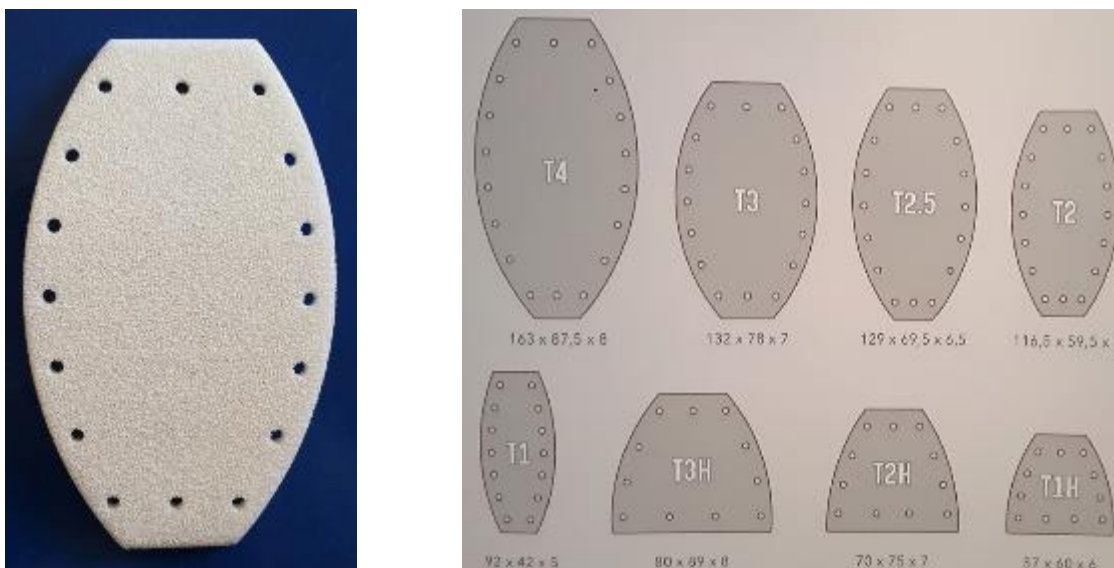 T4
T3
T2.5
T2
163 x 87,5 x 8
132 x 78 x 7
129 x 69,5 x 6,5
116,5 x 59,5 x
T1
T3H
T2H
T1H
92 x 42 x 5
80 x 89 x 8
73 x 75 x 7
57 x 60 x 6